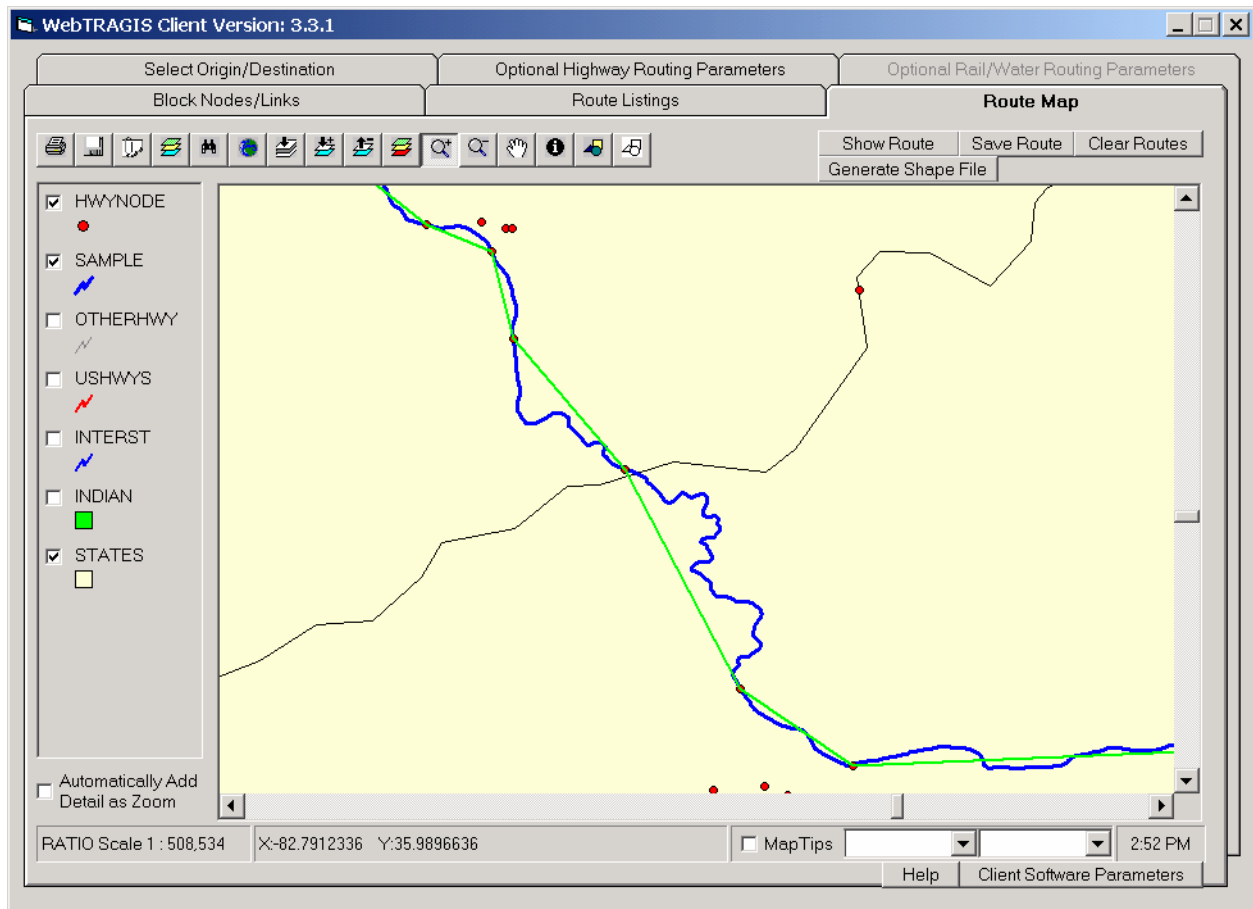 WebTRAGIS Client Version: 3.3.1
Select Origin/Destination
Optional Highway Routing Parameters
Optional Rail/Water Routing Parameters
Block Nodes/Links
Route Listings
Route Map
Show Route
Save Route
Clear Routes
Generate Shape File
HWYNODE
SAMPLE
OTHERHWY
USHWYS
INTERST
INDIAN
STATES
Automatically Add
Detail as Zoom
RATIO Scale 1 : 508,534
X:-82.7912336 Y:35.9896636
MapTips
2:52 PM
Help
Client Software Parameters